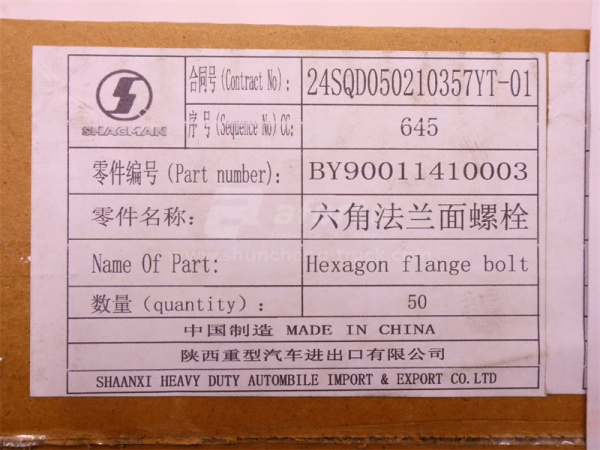 SHACMAN
合同号(Contract No): 24SQD050210357YT-01
序 号(Sequence No)CC: 645
零件编号(Part number): BY90011410003
零件名称: 六角法兰面螺栓
Name Of Part: Hexagon flange bolt
数量(quantity): 50
中国制造 MADE IN CHINA
陕西重型汽车进出口有限公司
SHAANXI HEAVY DUTY AUTOMBILE IMPORT & EXPORT CO.LTD